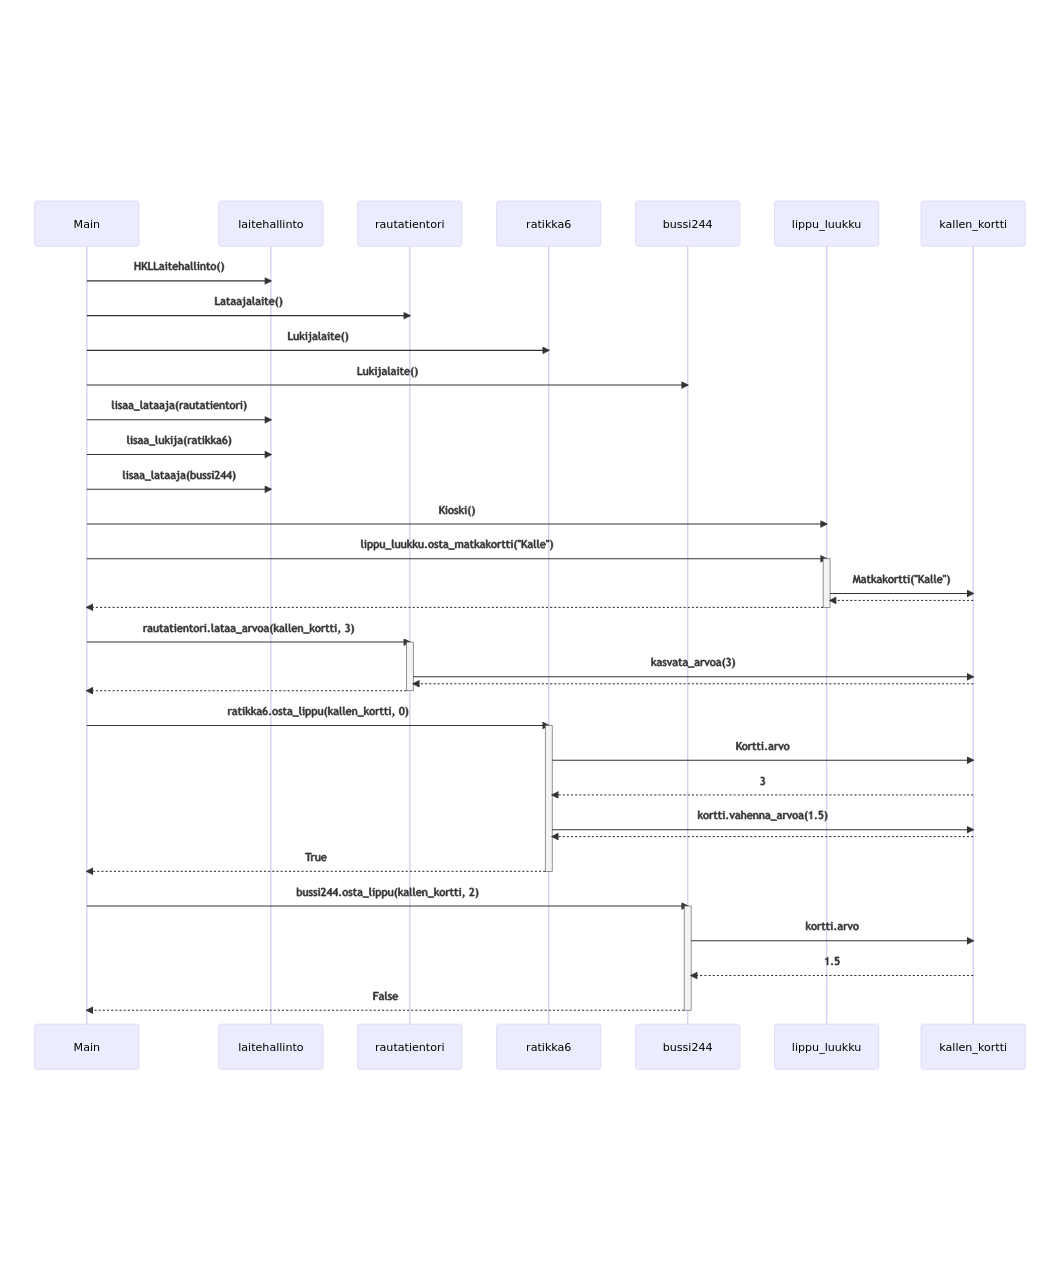 Main laitehallinto rautatientori ratikka6 bussi244 lippu_luukku kallen_kortti
HKLLaitehallinto()
Lataajalaite()
Lukijalaite()
Lukijalaite()
lisaa_lataaja(rautatientori)
lisaa_lukija(ratikka6)
lisaa_lataaja(bussi244)
Kioski()
lippu_luukku.osta_matkakortti("Kalle")
Matkakortti("Kalle")
rautatientori.lataa_arvoa(kallen_kortti, 3)
kasvata_arvoa(3)
ratikka6.osta_lippu(kallen_kortti, 0)
Kortti.arvo
3
kortti.vahenna_arvoa(1.5)
True
bussi244.osta_lippu(kallen_kortti, 2)
kortti.arvo
1.5
False
Main laitehallinto rautatientori ratikka6 bussi244 lippu_luukku kallen_kortti